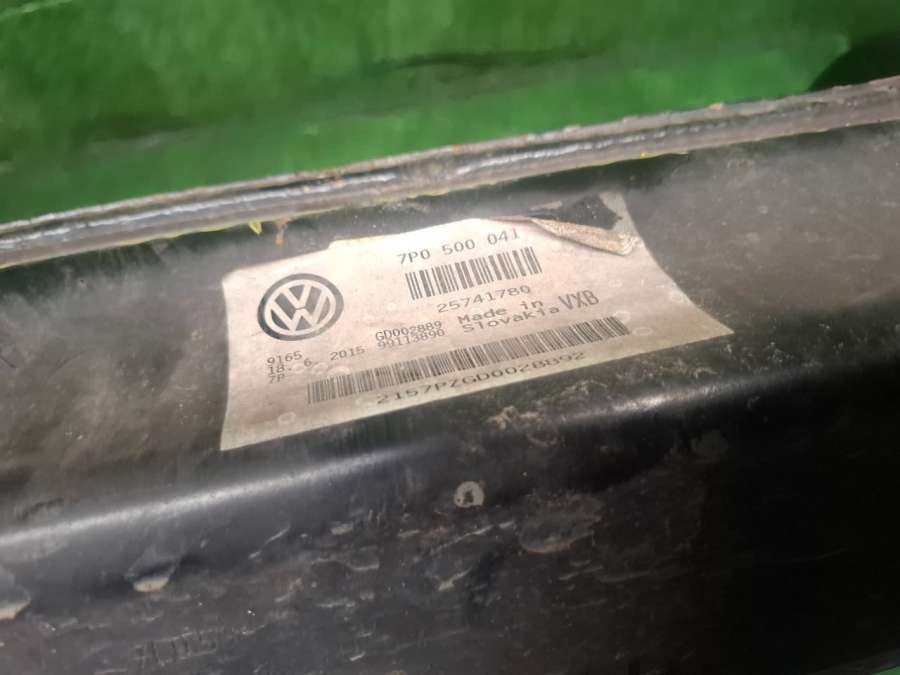 7P0 500 041
25741780
GD002889 Made in
9165 99113890 Slovakia VXB
18. 6. 2015
7P
2157PZGD0028892